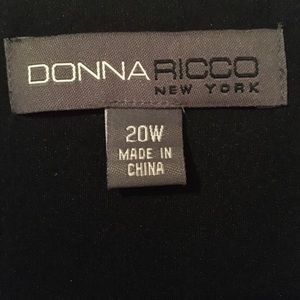 DONNA RICCO
NEW YORK
20W
MADE IN
CHINA